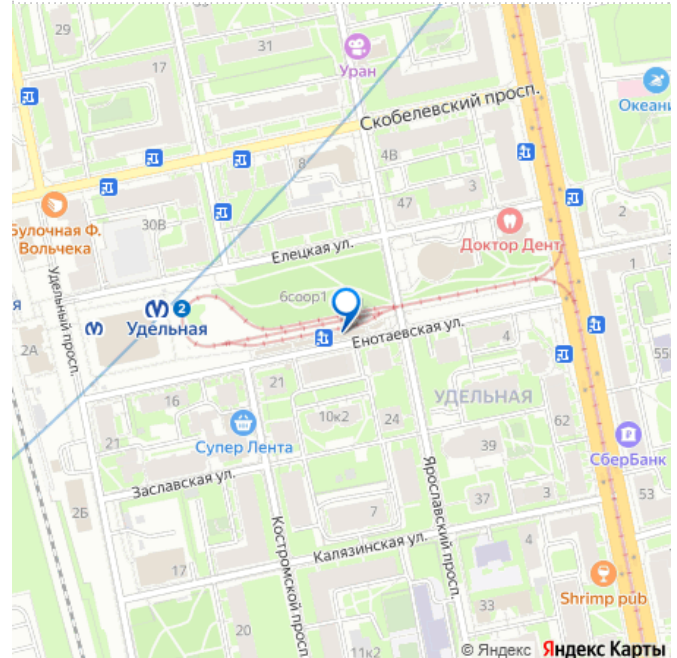 29
17
31
Уран
Скобелевский просп.
Океани
8
4В
3
47
2
30В
Булочная Ф.
Вольчека
Елецкая ул.
Доктор Дент
1
6соор1
2
Удельная
Удельный просп.
2А
Енотаевская ул.
4
55
16
21
10к2
24
УДЕЛЬНАЯ
62
21
Супер Лента
39
СберБанк
Заславская ул.
Ярославский просп.
2Б
7
37
3
53
Костромской просп.
Калязинская ул.
4
17
Shrimp pub
33
20
11к2
© Яндекс Яндекс Карты